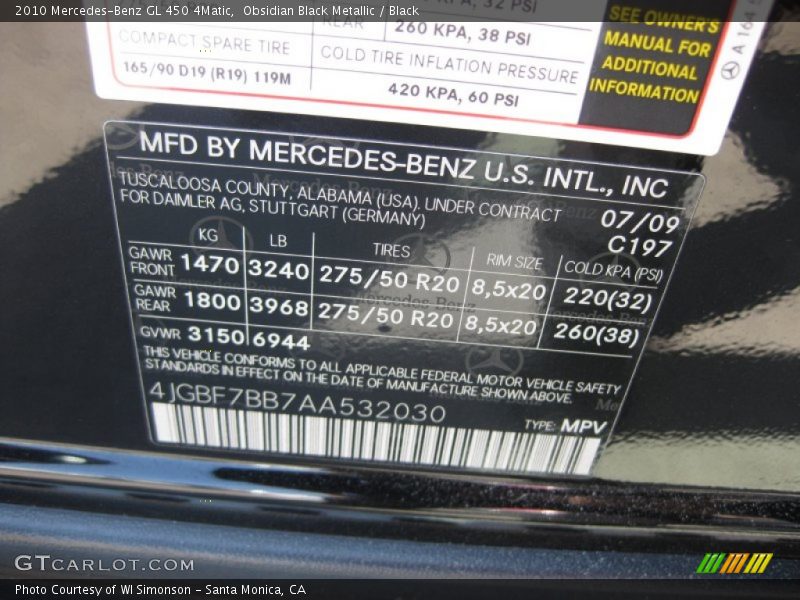 2010 Mercedes-Benz GL 450 4Matic,  Obsidian Black Metallic / Black
REAR
32 PSI
260 KPA, 38 PSI
COMPACT SPARE TIRE
COLD TIRE INFLATION PRESSURE
165/90 D19 (R19) 119M
420 KPA, 60 PSI
SEE OWNER'S
MANUAL FOR
ADDITIONAL
INFORMATION
A 164 5
MFD BY MERCEDES-BENZ U.S. INTL., INC
TUSCALOOSA COUNTY, ALABAMA (USA). UNDER CONTRACT
FOR DAIMLER AG, STUTTGART (GERMANY)
07/09
C197
KG LB TIRES RIM SIZE COLD KPA (PSI)
GAWR FRONT 1470 3240 275/50 R20 8,5x20 220(32)
GAWR REAR 1800 3968 275/50 R20 8,5x20 260(38)
GVWR 3150 6944
THIS VEHICLE CONFORMS TO ALL APPLICABLE FEDERAL MOTOR VEHICLE SAFETY
STANDARDS IN EFFECT ON THE DATE OF MANUFACTURE SHOWN ABOVE.
4JGBF7BB7AA532030
TYPE: MPV
GTCARLOT.COM
Photo Courtesy of WI Simonson – Santa Monica, CA